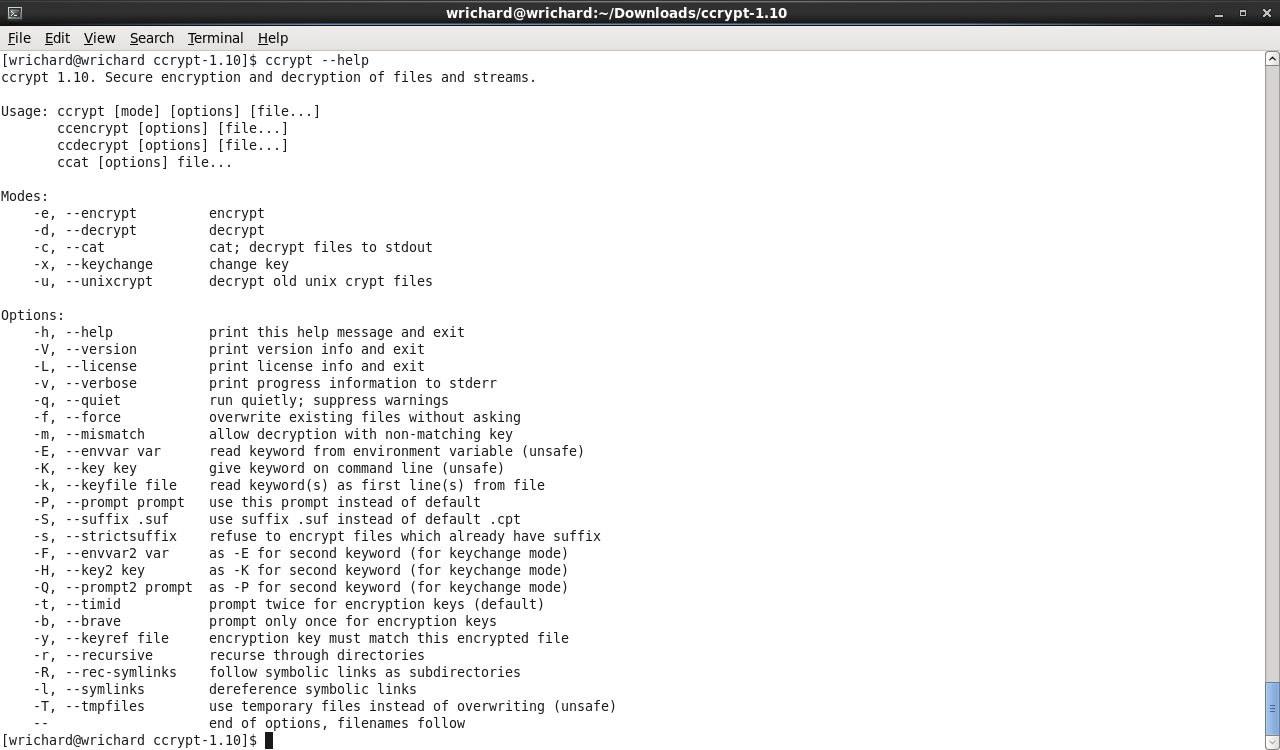 wrichard@wrichard:~/Downloads/ccrypt-1.10
File Edit View Search Terminal Help
[wrichard@wrichard ccrypt-1.10]$ ccrypt --help
ccrypt 1.10. Secure encryption and decryption of files and streams.
Usage: ccrypt [mode] [options] [file...]
       ccencrypt [options] [file...]
       ccdecrypt [options] [file...]
       ccat [options] file...
Modes:
    -e, --encrypt         encrypt
    -d, --decrypt         decrypt
    -c, --cat             cat; decrypt files to stdout
    -x, --keychange       change key
    -u, --unixcrypt       decrypt old unix crypt files
Options:
    -h, --help            print this help message and exit
    -V, --version         print version info and exit
    -L, --license         print license info and exit
    -v, --verbose         print progress information to stderr
    -q, --quiet           run quietly; suppress warnings
    -f, --force           overwrite existing files without asking
    -m, --mismatch        allow decryption with non-matching key
    -E, --envvar var      read keyword from environment variable (unsafe)
    -K, --key key         give keyword on command line (unsafe)
    -k, --keyfile file    read keyword(s) as first line(s) from file
    -P, --prompt prompt   use this prompt instead of default
    -S, --suffix .suf     use suffix .suf instead of default .cpt
    -s, --strictsuffix    refuse to encrypt files which already have suffix
    -F, --envvar2 var     as -E for second keyword (for keychange mode)
    -H, --key2 key        as -K for second keyword (for keychange mode)
    -Q, --prompt2 prompt  as -P for second keyword (for keychange mode)
    -t, --timid           prompt twice for encryption keys (default)
    -b, --brave           prompt only once for encryption keys
    -y, --keyref file     encryption key must match this encrypted file
    -r, --recursive       recurse through directories
    -R, --rec-symlinks    follow symbolic links as subdirectories
    -l, --symlinks        dereference symbolic links
    -T, --tmpfiles        use temporary files instead of overwriting (unsafe)
    --                    end of options, filenames follow
[wrichard@wrichard ccrypt-1.10]$